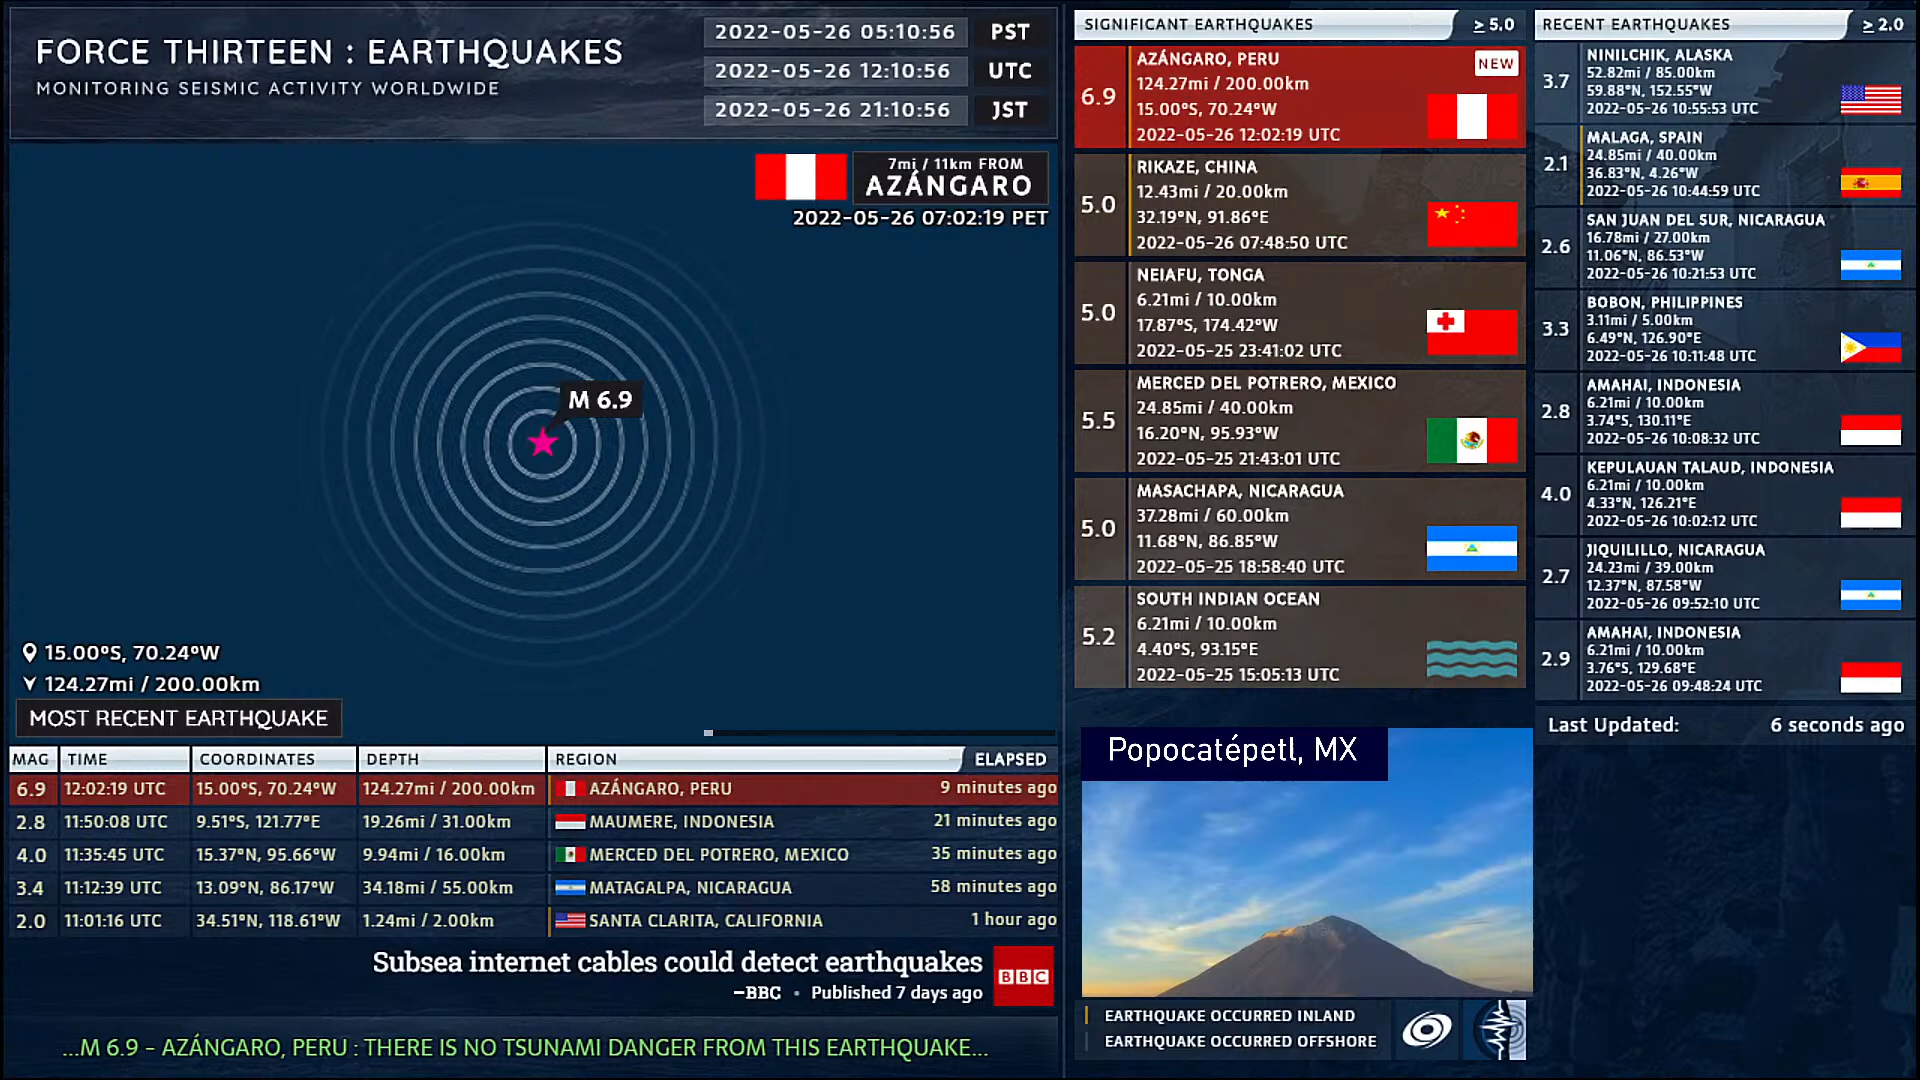 FORCE THIRTEEN : EARTHQUAKES
MONITORING SEISMIC ACTIVITY WORLDWIDE
2022-05-26 05:10:56 PST
2022-05-26 12:10:56 UTC
2022-05-26 21:10:56 JST
7mi / 11km FROM
AZÁNGARO
2022-05-26 07:02:19 PET
M 6.9
15.00°S, 70.24°W
124.27mi / 200.00km
MOST RECENT EARTHQUAKE
MAG TIME COORDINATES DEPTH REGION ELAPSED
6.9 12:02:19 UTC 15.00°S, 70.24°W 124.27mi / 200.00km AZÁNGARO, PERU 9 minutes ago
2.8 11:50:08 UTC 9.51°S, 121.77°E 19.26mi / 31.00km MAUMERE, INDONESIA 21 minutes ago
4.0 11:35:45 UTC 15.37°N, 95.66°W 9.94mi / 16.00km MERCED DEL POTRERO, MEXICO 35 minutes ago
3.4 11:12:39 UTC 13.09°N, 86.17°W 34.18mi / 55.00km MATAGALPA, NICARAGUA 58 minutes ago
2.0 11:01:16 UTC 34.51°N, 118.61°W 1.24mi / 2.00km SANTA CLARITA, CALIFORNIA 1 hour ago
Subsea internet cables could detect earthquakes
–BBC • Published 7 days ago
BBC
...M 6.9 – AZÁNGARO, PERU : THERE IS NO TSUNAMI DANGER FROM THIS EARTHQUAKE...
SIGNIFICANT EARTHQUAKES ≥ 5.0
6.9
AZÁNGARO, PERU
NEW
124.27mi / 200.00km
15.00°S, 70.24°W
2022-05-26 12:02:19 UTC
5.0
RIKAZE, CHINA
12.43mi / 20.00km
32.19°N, 91.86°E
2022-05-26 07:48:50 UTC
5.0
NEIAFU, TONGA
6.21mi / 10.00km
17.87°S, 174.42°W
2022-05-25 23:41:02 UTC
5.5
MERCED DEL POTRERO, MEXICO
24.85mi / 40.00km
16.20°N, 95.93°W
2022-05-25 21:43:01 UTC
5.0
MASACHAPA, NICARAGUA
37.28mi / 60.00km
11.68°N, 86.85°W
2022-05-25 18:58:40 UTC
5.2
SOUTH INDIAN OCEAN
6.21mi / 10.00km
4.40°S, 93.15°E
2022-05-25 15:05:13 UTC
Popocatépetl, MX
EARTHQUAKE OCCURRED INLAND
EARTHQUAKE OCCURRED OFFSHORE
RECENT EARTHQUAKES ≥ 2.0
3.7
NINILCHIK, ALASKA
52.82mi / 85.00km
59.88°N, 152.55°W
2022-05-26 10:55:53 UTC
2.1
MALAGA, SPAIN
24.85mi / 40.00km
36.83°N, 4.26°W
2022-05-26 10:44:59 UTC
2.6
SAN JUAN DEL SUR, NICARAGUA
16.78mi / 27.00km
11.06°N, 86.53°W
2022-05-26 10:21:53 UTC
3.3
BOBON, PHILIPPINES
3.11mi / 5.00km
6.49°N, 126.90°E
2022-05-26 10:11:48 UTC
2.8
AMAHAI, INDONESIA
6.21mi / 10.00km
3.74°S, 130.11°E
2022-05-26 10:08:32 UTC
4.0
KEPULAUAN TALAUD, INDONESIA
6.21mi / 10.00km
4.33°N, 126.21°E
2022-05-26 10:02:12 UTC
2.7
JIQUILILLO, NICARAGUA
24.23mi / 39.00km
12.37°N, 87.58°W
2022-05-26 09:52:10 UTC
2.9
AMAHAI, INDONESIA
6.21mi / 10.00km
3.76°S, 129.68°E
2022-05-26 09:48:24 UTC
Last Updated: 6 seconds ago